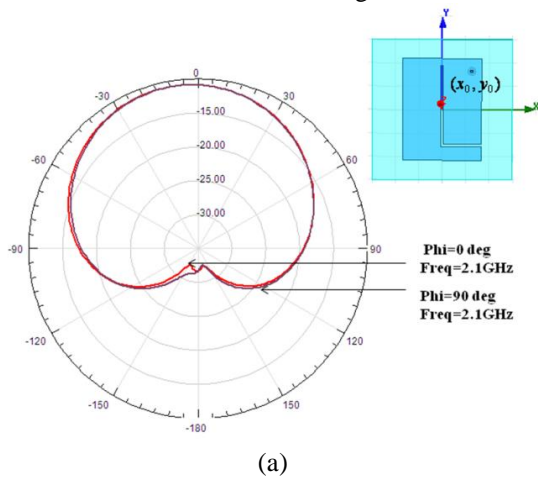 Y
(x₀, y₀)
X
0
-30
30
-15.00
-20.00
-60
60
-25.00
-30.00
-90
90
Phi=0 deg
Freq=2.1GHz
Phi=90 deg
Freq=2.1GHz
-120
120
-150
150
-180
(a)